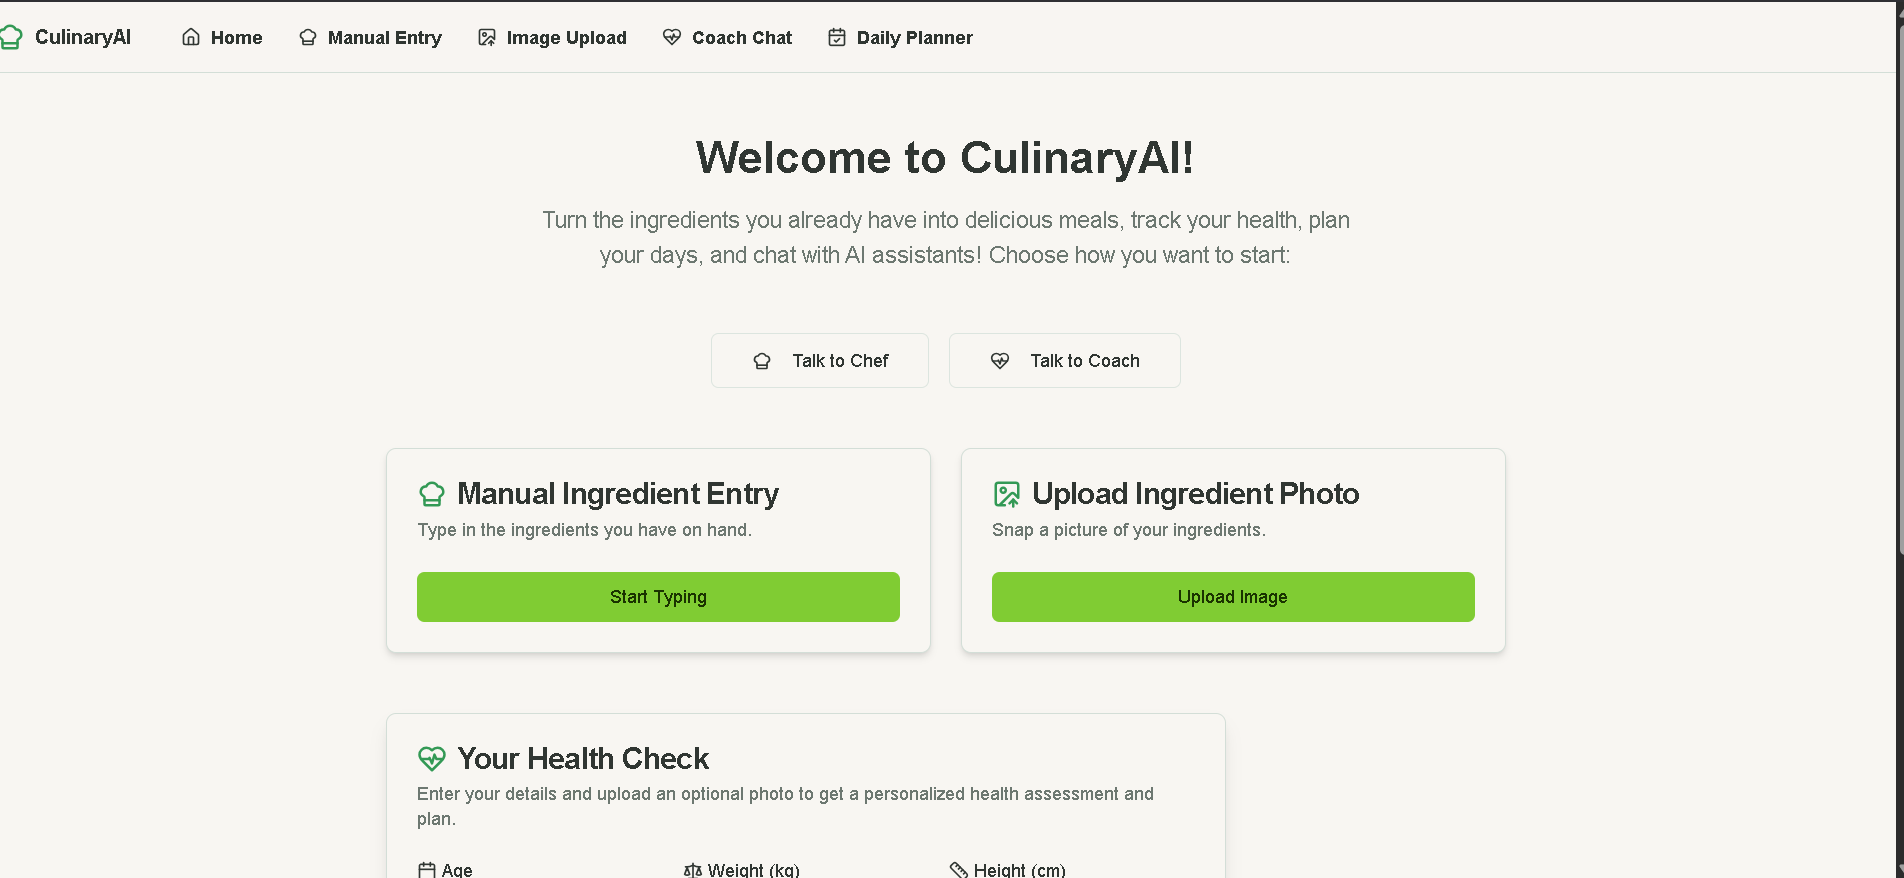 CulinaryAI Home Manual Entry Image Upload Coach Chat Daily Planner
Welcome to CulinaryAI!
Turn the ingredients you already have into delicious meals, track your health, plan
your days, and chat with AI assistants! Choose how you want to start:
Talk to Chef Talk to Coach
Manual Ingredient Entry
Type in the ingredients you have on hand.
Start Typing
Upload Ingredient Photo
Snap a picture of your ingredients.
Upload Image
Your Health Check
Enter your details and upload an optional photo to get a personalized health assessment and
plan.
Age Weight (kg) Height (cm)